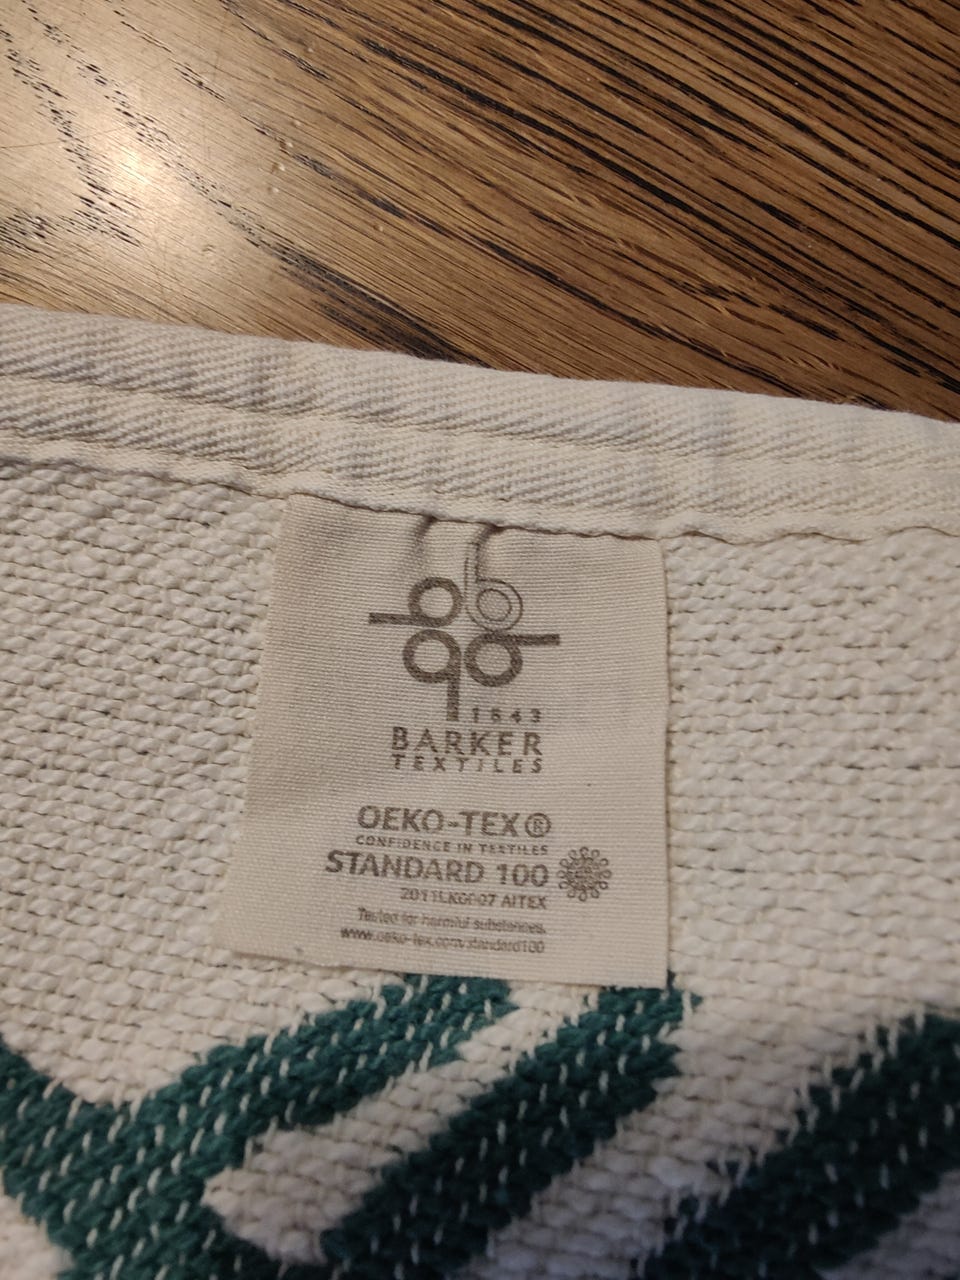 1843
BARKER
TEXTILES
OEKO-TEX®
CONFIDENCE IN TEXTILES
STANDARD 100
AITEX
Tested for harmful substances.
www.oeko-tex.com/standard100